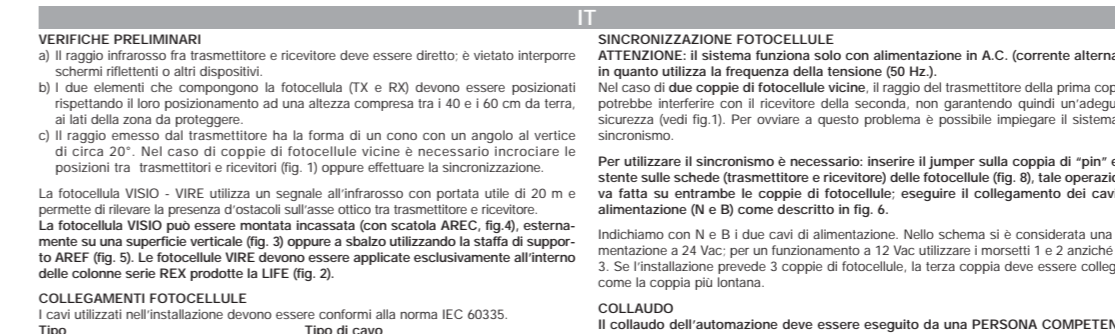 IT
VERIFICHE PRELIMINARI
a) Il raggio infrarosso fra trasmettitore e ricevitore deve essere diretto; è vietato interporre
schermi riflettenti o altri dispositivi.
b) I due elementi che compongono la fotocellula (TX e RX) devono essere posizionati
rispettando il loro posizionamento ad una altezza compresa tra i 40 e i 60 cm da terra,
ai lati della zona da proteggere.
c) Il raggio emesso dal trasmettitore ha la forma di un cono con un angolo al vertice
di circa 20°. Nel caso di coppie di fotocellule vicine è necessario incrociare le
posizioni tra trasmettitori e ricevitori (fig. 1) oppure effettuare la sincronizzazione.
La fotocellula VISIO - VIRE utilizza un segnale all'infrarosso con portata utile di 20 m e
permette di rilevare la presenza d'ostacoli sull'asse ottico tra trasmettitore e ricevitore.
La fotocellula VISIO può essere montata incassata (con scatola AREC, fig.4), esterna-
mente su una superficie verticale (fig. 3) oppure a sbalzo utilizzando la staffa di suppor-
to AREF (fig. 5). Le fotocellule VIRE devono essere applicate esclusivamente all'interno
delle colonne serie REX prodotte la LIFE (fig. 2).
COLLEGAMENTI FOTOCELLULE
I cavi utilizzati nell'installazione devono essere conformi alla norma IEC 60335.
Tipo Tipo di cavo
SINCRONIZZAZIONE FOTOCELLULE
ATTENZIONE: il sistema funziona solo con alimentazione in A.C. (corrente alterna
in quanto utilizza la frequenza della tensione (50 Hz.).
Nel caso di due coppie di fotocellule vicine, il raggio del trasmettitore della prima cop
potrebbe interferire con il ricevitore della seconda, non garantendo quindi un'adegu
sicurezza (vedi fig.1). Per ovviare a questo problema è possibile impiegare il sistema
sincronismo.
Per utilizzare il sincronismo è necessario: inserire il jumper sulla coppia di "pin" e
stente sulle schede (trasmettitore e ricevitore) delle fotocellule (fig. 8), tale operazio
va fatta su entrambe le coppie di fotocellule; eseguire il collegamento dei cavi
alimentazione (N e B) come descritto in fig. 6.
Indichiamo con N e B i due cavi di alimentazione. Nello schema si è considerata una
mentazione a 24 Vac; per un funzionamento a 12 Vac utilizzare i morsetti 1 e 2 anziché
3. Se l'installazione prevede 3 coppie di fotocellule, la terza coppia deve essere colleg
come la coppia più lontana.
COLLAUDO
Il collaudo dell'automazione deve essere eseguito da una PERSONA COMPETEN